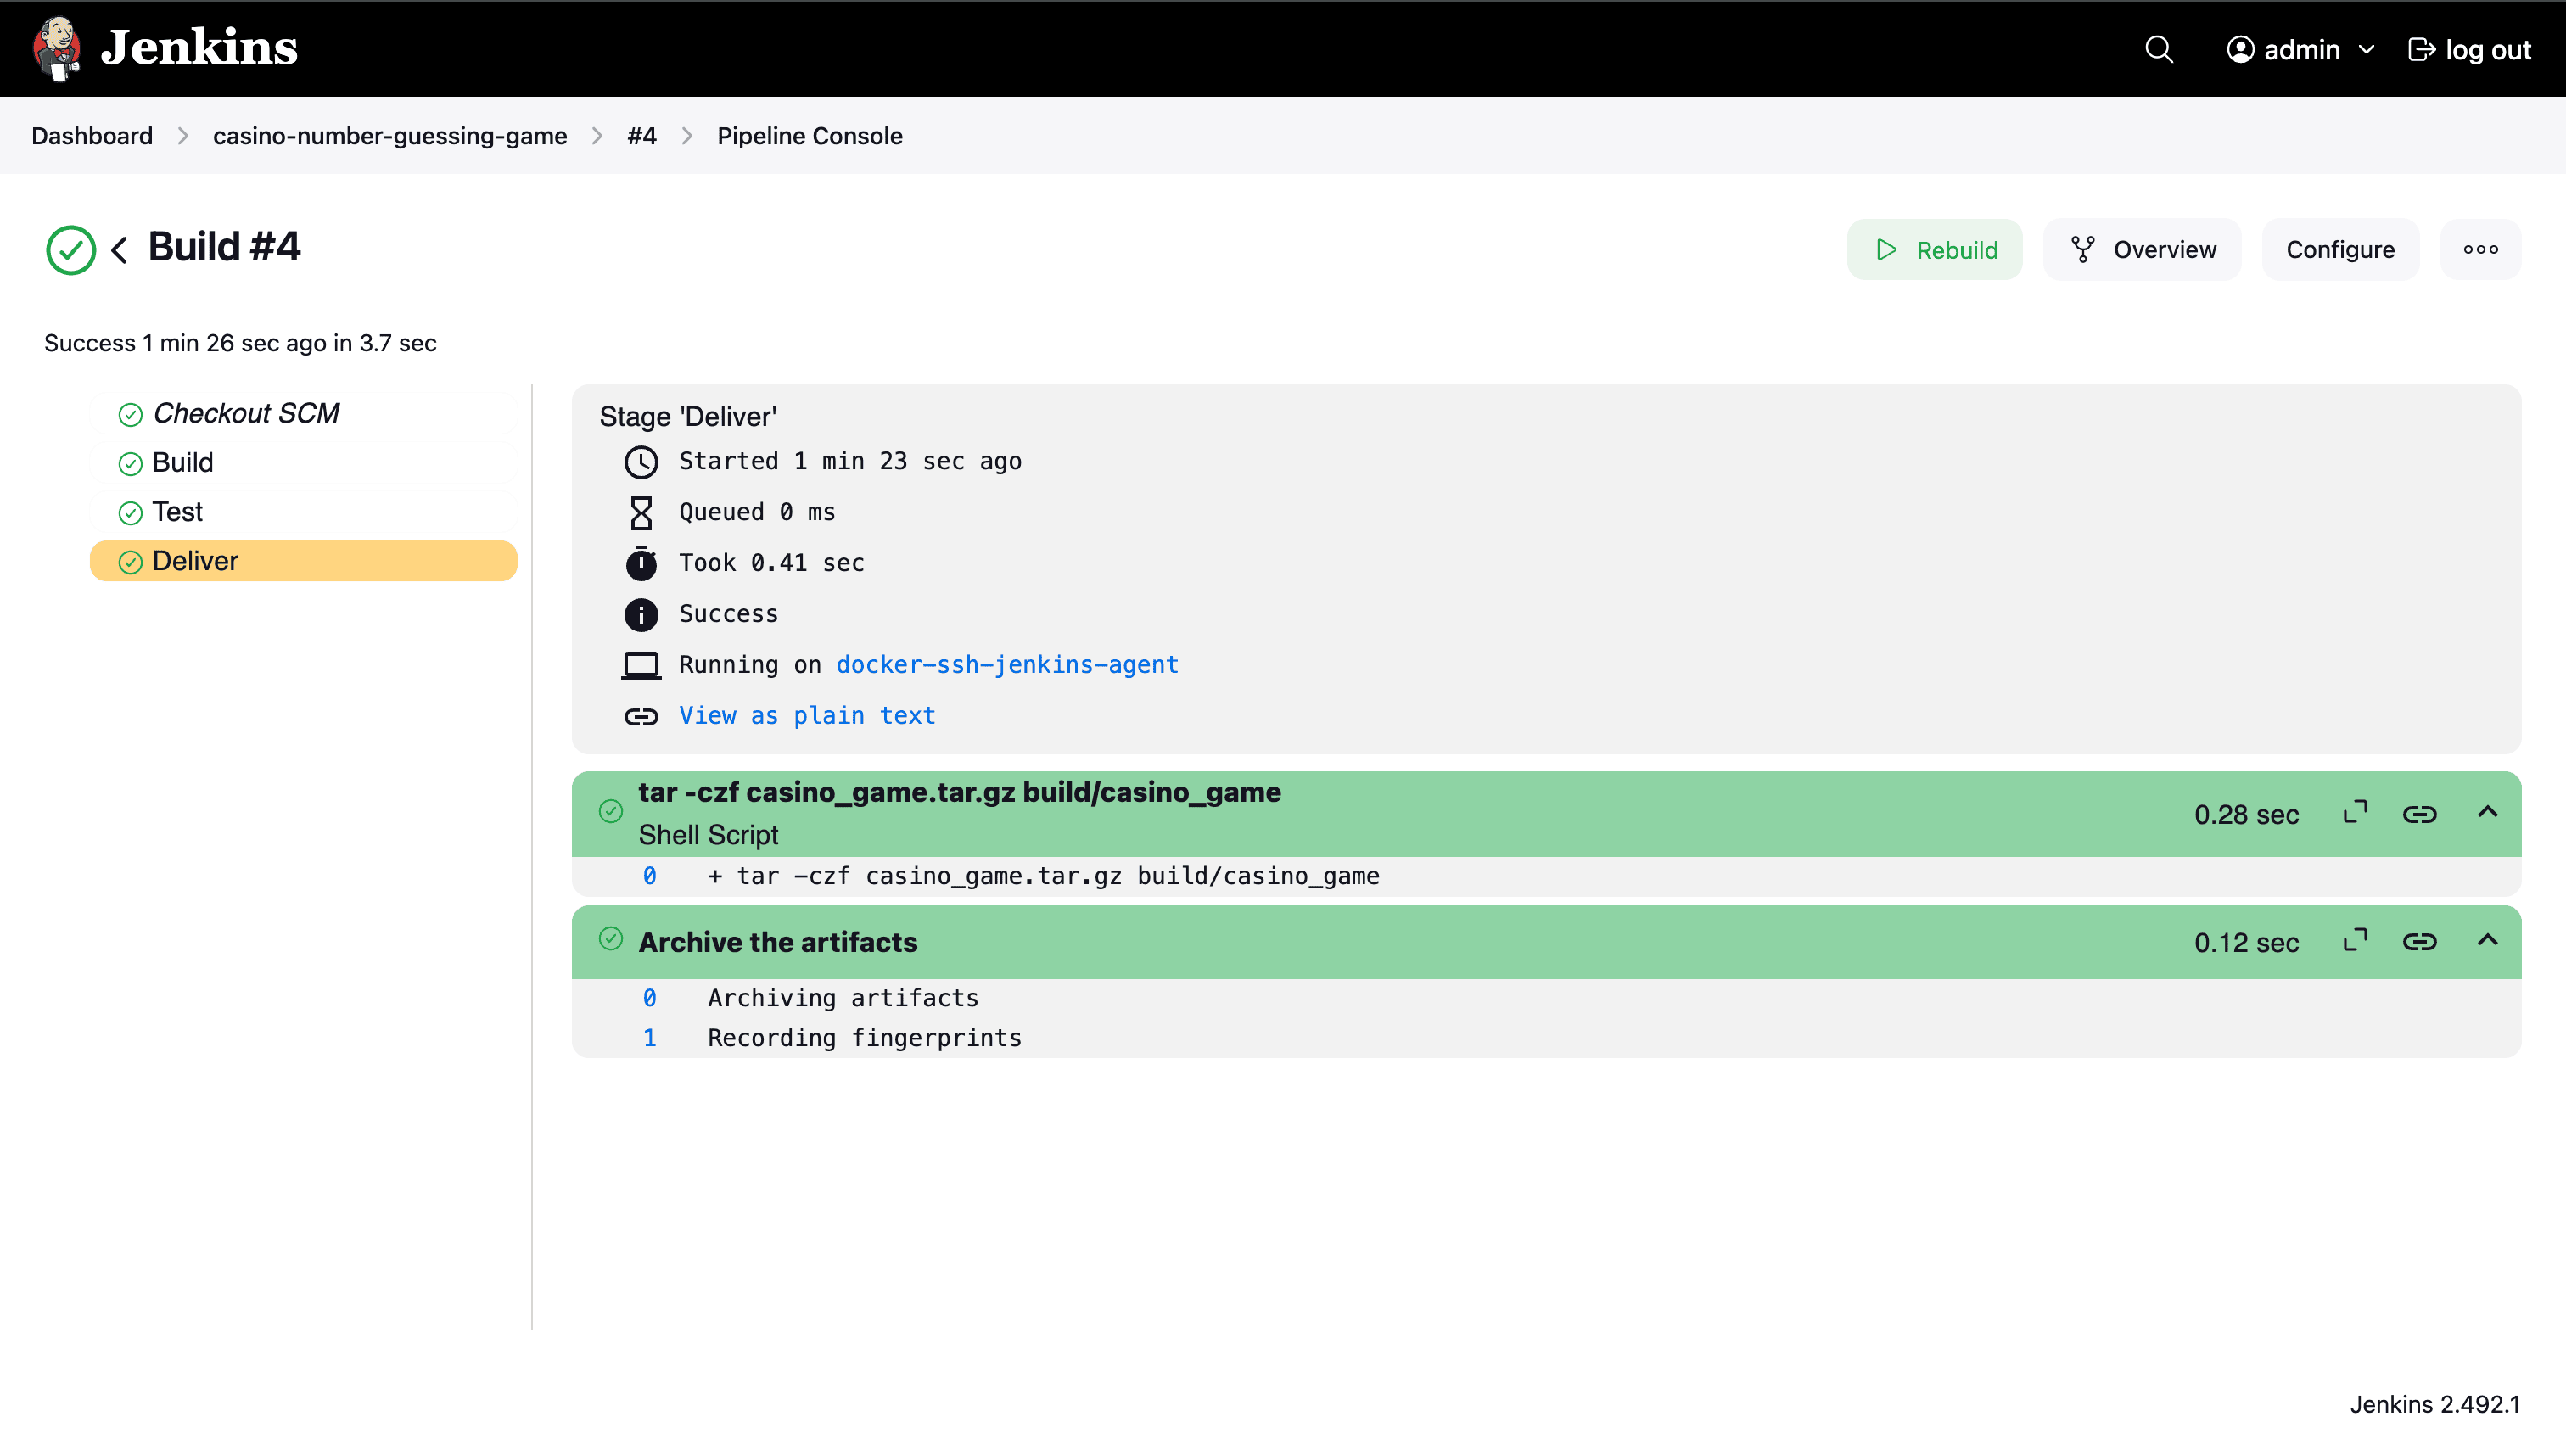 Jenkins
admin
log out
Dashboard
casino-number-guessing-game
#4
Pipeline Console
Build #4
Rebuild
Overview
Configure
Success 1 min 26 sec ago in 3.7 sec
Checkout SCM
Build
Test
Deliver
Stage 'Deliver'
Started 1 min 23 sec ago
Queued 0 ms
Took 0.41 sec
Success
Running on docker-ssh-jenkins-agent
View as plain text
tar -czf casino_game.tar.gz build/casino_game
Shell Script
0.28 sec
0 + tar -czf casino_game.tar.gz build/casino_game
Archive the artifacts
0.12 sec
0 Archiving artifacts
1 Recording fingerprints
Jenkins 2.492.1